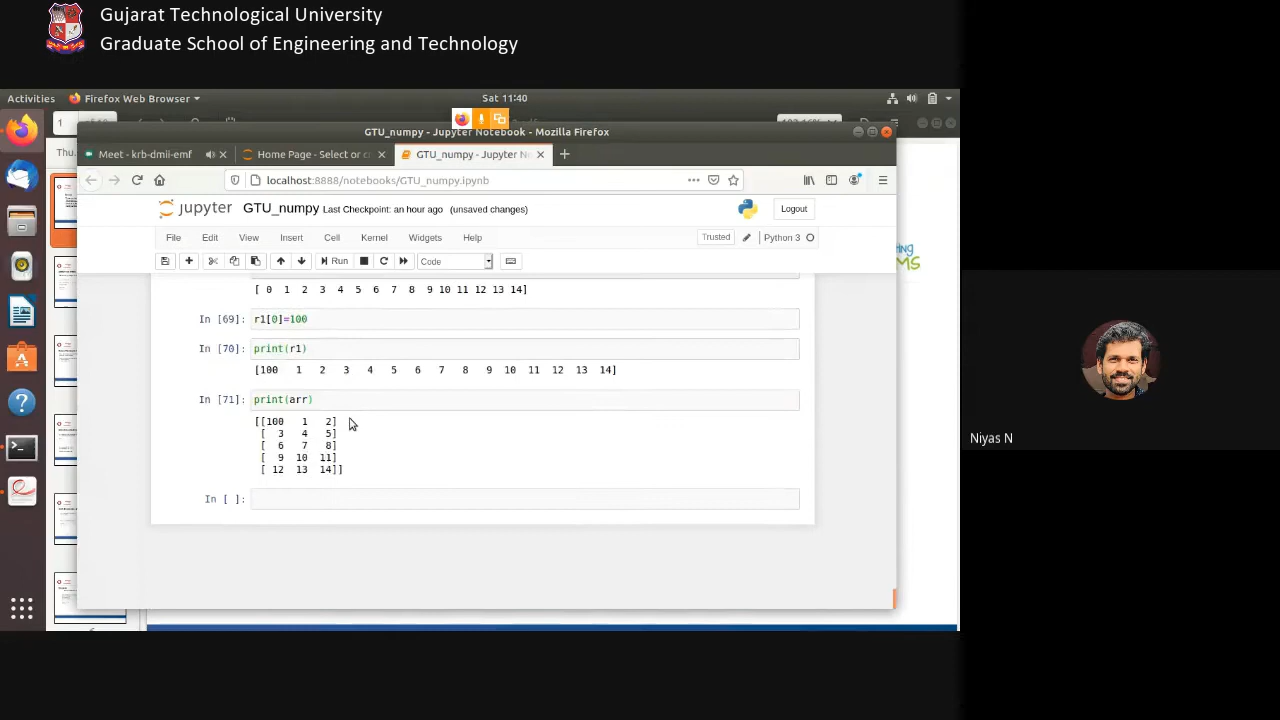 Gujarat Technological University
Graduate School of Engineering and Technology
Activities Firefox Web Browser Sat 11:40
1
GTU_numpy - Jupyter Notebook - Mozilla Firefox
Thu.
Meet - krb-dmii-emf Home Page - Select or cr GTU_numpy - Jupyter N
localhost:8888/notebooks/GTU_numpy.ipynb
jupyter GTU_numpy Last Checkpoint: an hour ago (unsaved changes) Logout
File Edit View Insert Cell Kernel Widgets Help Trusted Python 3
Run Code
[ 0 1 2 3 4 5 6 7 8 9 10 11 12 13 14]
In [69]: r1[0]=100
In [70]: print(r1)
[100 1 2 3 4 5 6 7 8 9 10 11 12 13 14]
In [71]: print(arr)
[[100 1 2]
[ 3 4 5]
[ 6 7 8]
[ 9 10 11]
[ 12 13 14]]
In [ ]:
Niyas N